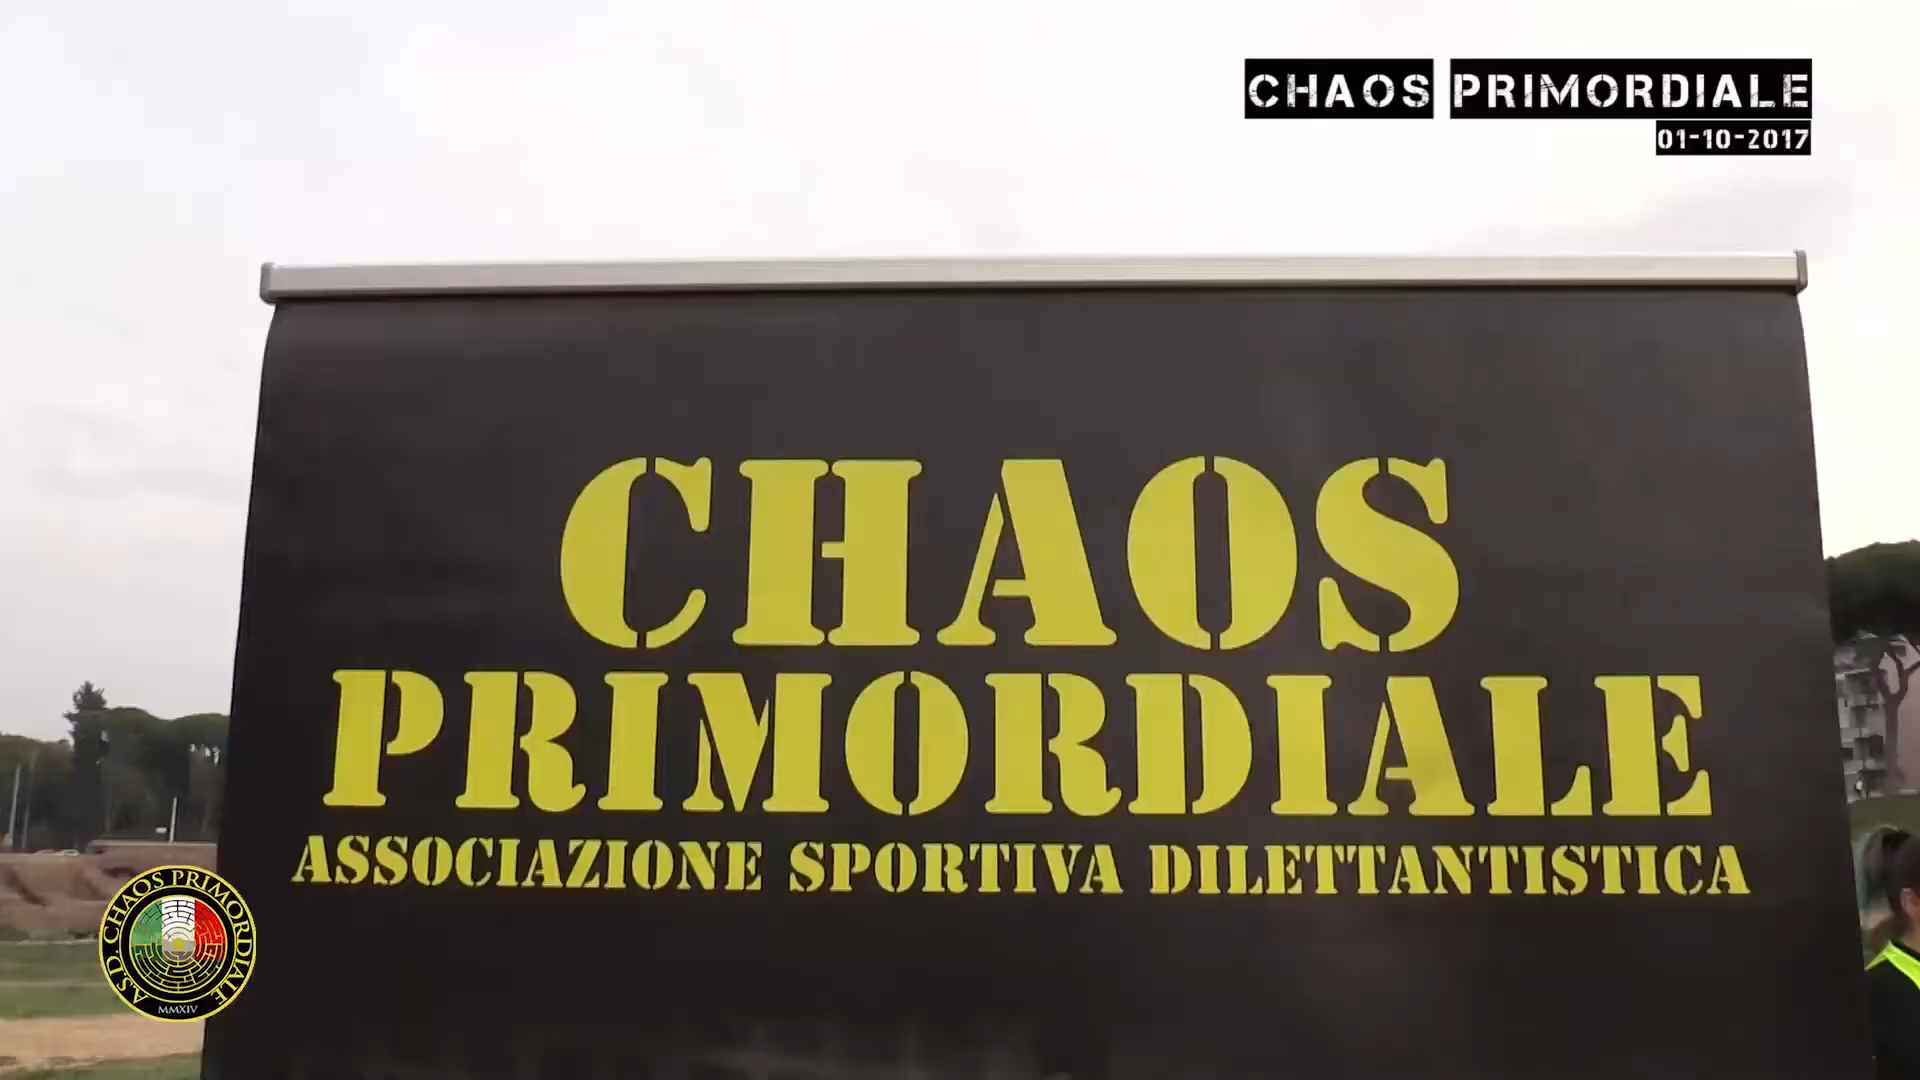 CHAOS PRIMORDIALE
01-10-2017
CHAOS
PRIMORDIALE
ASSOCIAZIONE SPORTIVA DILETTANTISTICA
A.S.D. CHAOS PRIMORDIALE
MMXIV